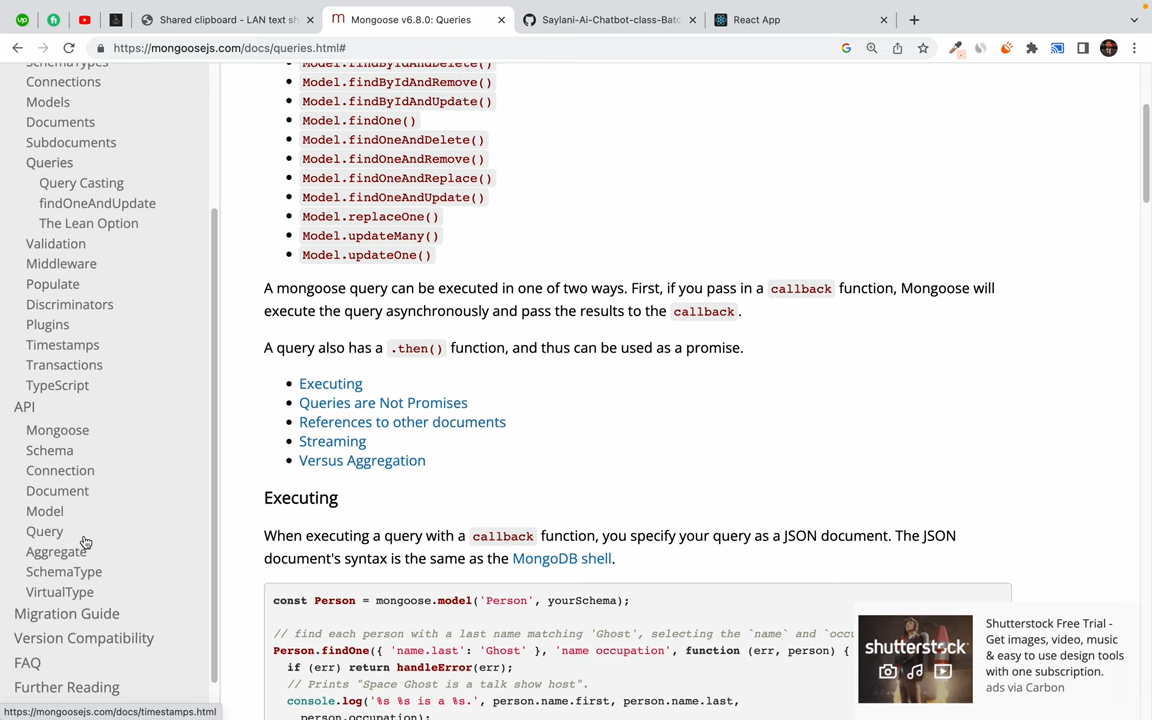 Shared clipboard - LAN text sh
Mongoose v6.8.0: Queries
Saylani-Ai-Chatbot-class-Batc
React App
https://mongoosejs.com/docs/queries.html#
SchemaTypes
Connections
Models
Documents
Subdocuments
Queries
Query Casting
findOneAndUpdate
The Lean Option
Validation
Middleware
Populate
Discriminators
Plugins
Timestamps
Transactions
TypeScript
API
Mongoose
Schema
Connection
Document
Model
Query
Aggregate
SchemaType
VirtualType
Migration Guide
Version Compatibility
FAQ
Further Reading
https://mongoosejs.com/docs/timestamps.html
Model.findByIdAndDelete()
Model.findByIdAndRemove()
Model.findByIdAndUpdate()
Model.findOne()
Model.findOneAndDelete()
Model.findOneAndRemove()
Model.findOneAndReplace()
Model.findOneAndUpdate()
Model.replaceOne()
Model.updateMany()
Model.updateOne()
A mongoose query can be executed in one of two ways. First, if you pass in a callback function, Mongoose will
execute the query asynchronously and pass the results to the callback.
A query also has a .then() function, and thus can be used as a promise.
Executing
Queries are Not Promises
References to other documents
Streaming
Versus Aggregation
Executing
When executing a query with a callback function, you specify your query as a JSON document. The JSON
document's syntax is the same as the MongoDB shell.
const Person = mongoose.model('Person', yourSchema);
// find each person with a last name matching 'Ghost', selecting the `name` and `occu
Person.findOne({ 'name.last': 'Ghost' }, 'name occupation', function (err, person) {
if (err) return handleError(err);
// Prints "Space Ghost is a talk show host".
console.log('%s %s is a %s.', person.name.first, person.name.last,
person.occupation);
shutterstock
Shutterstock Free Trial -
Get images, video, music
& easy to use design tools
with one subscription.
ads via Carbon